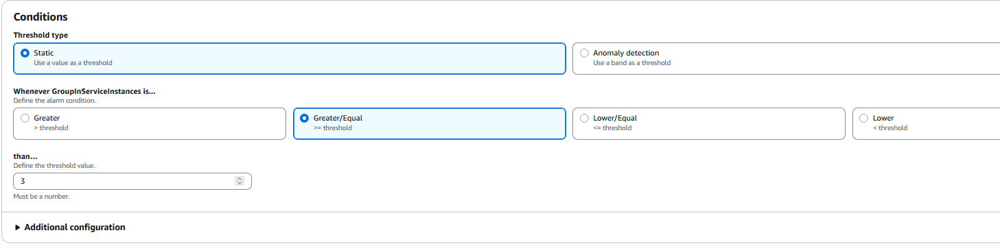 Conditions
Threshold type
Static
Use a value as a threshold
Anomaly detection
Use a band as a threshold
Whenever GroupInServiceInstances is...
Define the alarm condition.
Greater
> threshold
Greater/Equal
>= threshold
Lower/Equal
<= threshold
Lower
< threshold
than...
Define the threshold value.
3
Must be a number.
Additional configuration